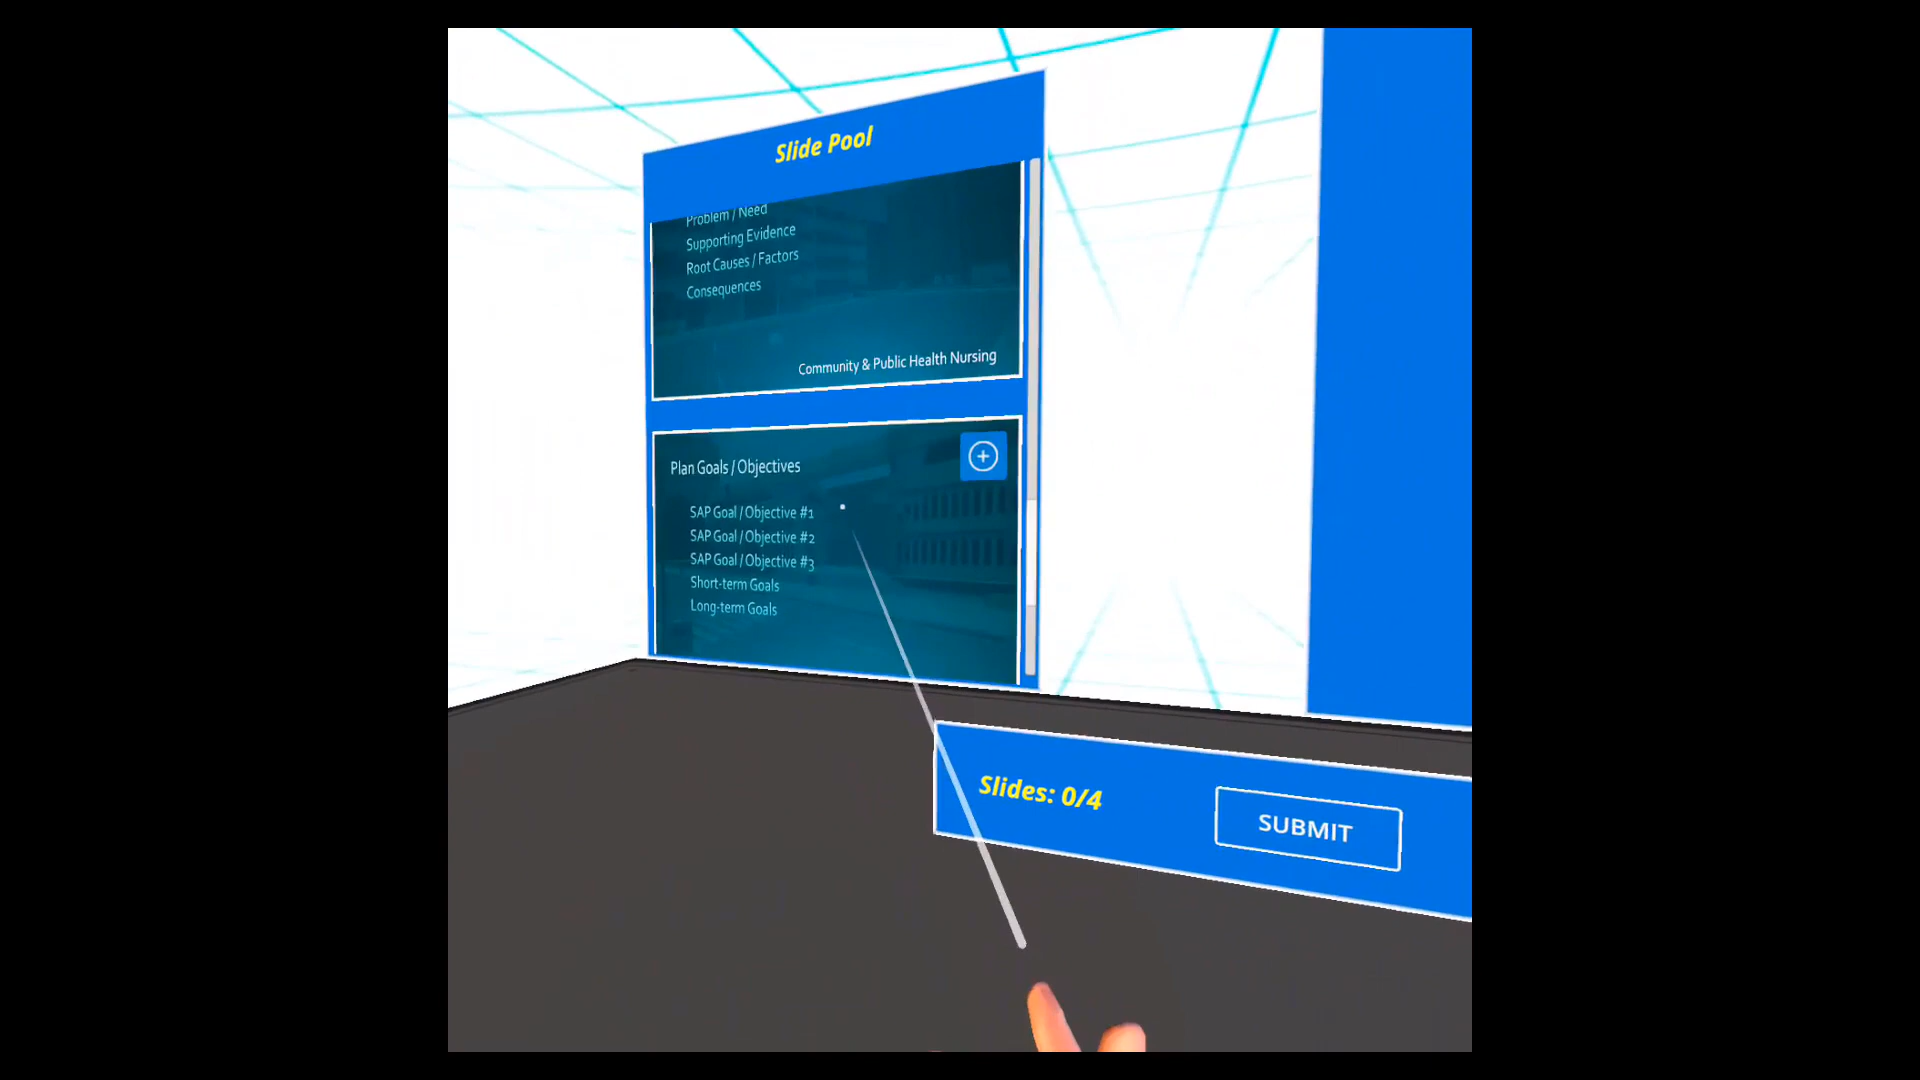 Slide Pool
Problem / Need
Supporting Evidence
Root Causes / Factors
Consequences
Community & Public Health Nursing
Plan Goals / Objectives
SAP Goal / Objective #1
SAP Goal / Objective #2
SAP Goal / Objective #3
Short-term Goals
Long-term Goals
Slides: 0/4
SUBMIT